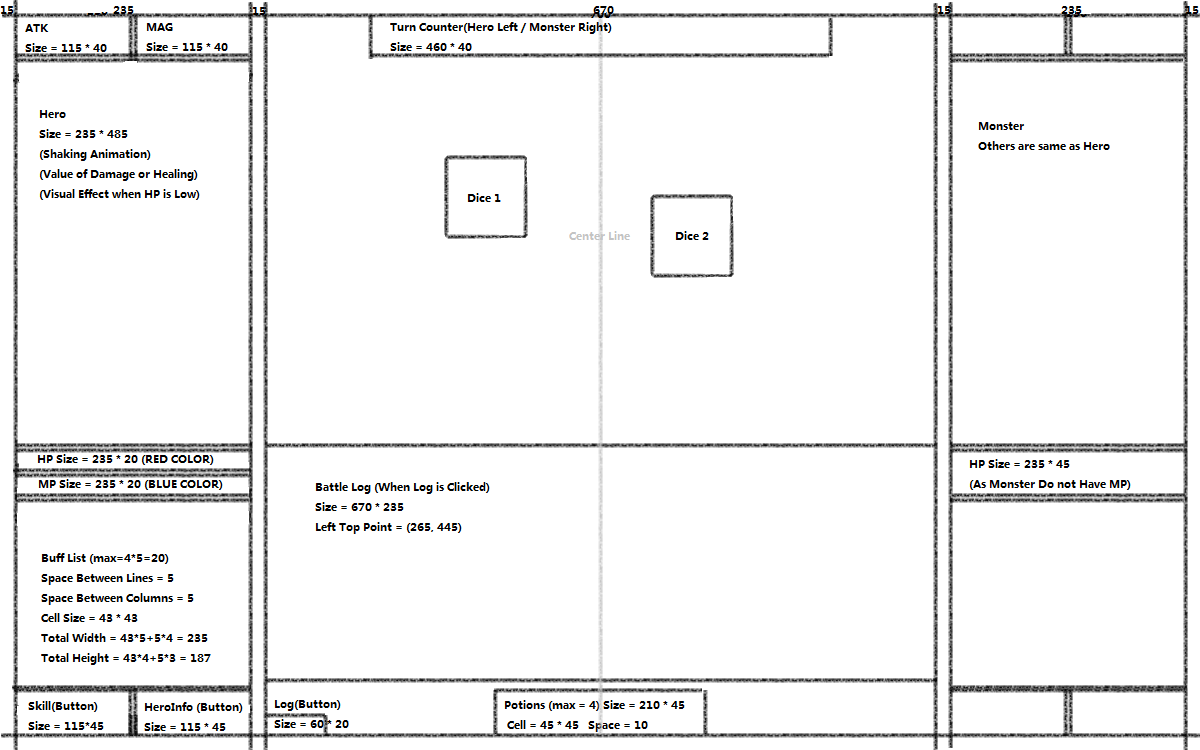 15
235
15
670
15
235
15
ATK
Size = 115 * 40
MAG
Size = 115 * 40
Turn Counter(Hero Left / Monster Right)
Size = 460 * 40
Hero
Size = 235 * 485
(Shaking Animation)
(Value of Damage or Healing)
(Visual Effect when HP is Low)
Dice 1
Center Line
Dice 2
Monster
Others are same as Hero
HP Size = 235 * 20 (RED COLOR)
MP Size = 235 * 20 (BLUE COLOR)
Battle Log (When Log is Clicked)
Size = 670 * 235
Left Top Point = (265, 445)
HP Size = 235 * 45
(As Monster Do not Have MP)
Buff List (max=4*5=20)
Space Between Lines = 5
Space Between Columns = 5
Cell Size = 43 * 43
Total Width = 43*5+5*4 = 235
Total Height = 43*4+5*3 = 187
Skill(Button)
Size = 115*45
HeroInfo (Button)
Size = 115 * 45
Log(Button)
Size = 60 * 20
Potions (max = 4) Size = 210 * 45
Cell = 45 * 45 Space = 10